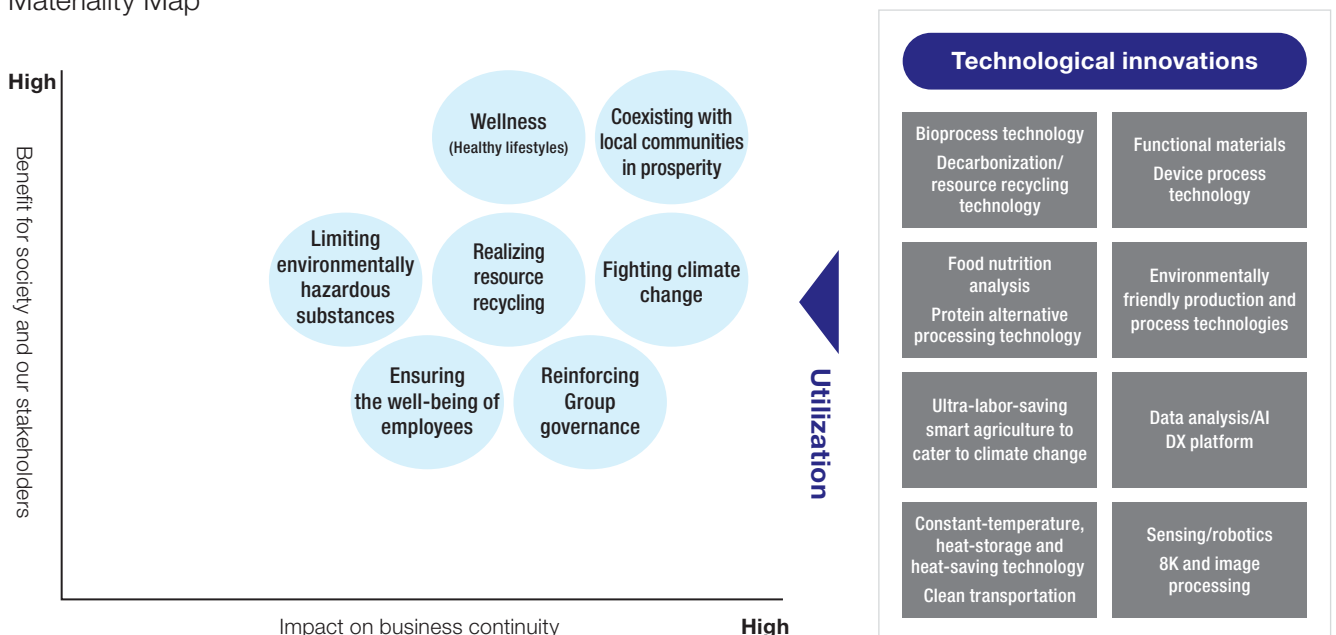 Materiality Map
High
Benefit for society and our stakeholders
Wellness
(Healthy lifestyles)
Coexisting with
local communities
in prosperity
Limiting
environmentally
hazardous
substances
Realizing
resource
recycling
Fighting climate
change
Ensuring
the well-being of
employees
Reinforcing
Group
governance
Impact on business continuity
High
Utilization
Technological innovations
Bioprocess technology
Decarbonization/
resource recycling
technology
Functional materials
Device process
technology
Food nutrition
analysis
Protein alternative
processing technology
Environmentally
friendly production and
process technologies
Ultra-labor-saving
smart agriculture to
cater to climate change
Data analysis/AI
DX platform
Constant-temperature,
heat-storage and
heat-saving technology
Clean transportation
Sensing/robotics
8K and image
processing